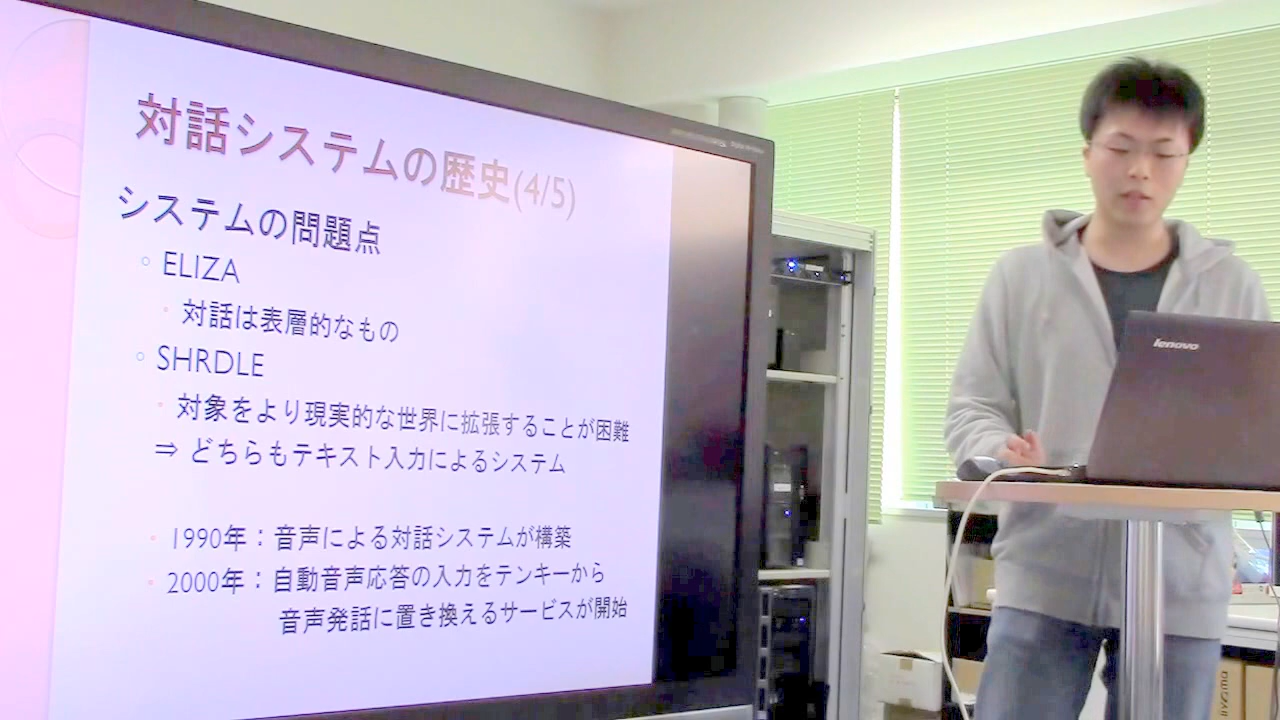 対話システムの歴史(4/5)
システムの問題点
ELIZA
対話は表層的なもの
SHRDLE
対象をより現実的な世界に拡張することが困難
⇒ どちらもテキスト入力によるシステム
1990年：音声による対話システムが構築
2000年：自動音声応答の入力をテンキーから
音声発話に置き換えるサービスが開始
lenovo
iiyama